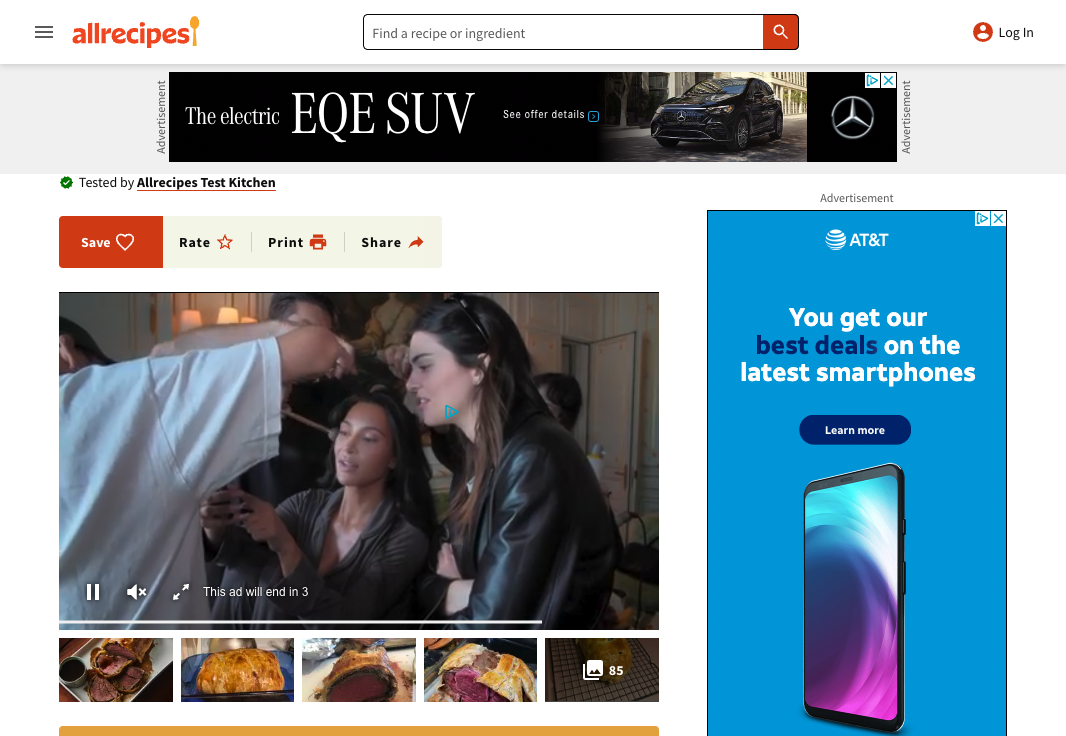 allrecipes
Find a recipe or ingredient
Log In
Advertisement
The electric EQE SUV
See offer details
Advertisement
Tested by Allrecipes Test Kitchen
Save
Rate
Print
Share
This ad will end in 3
85
Advertisement
AT&T
You get our
best deals on the
latest smartphones
Learn more